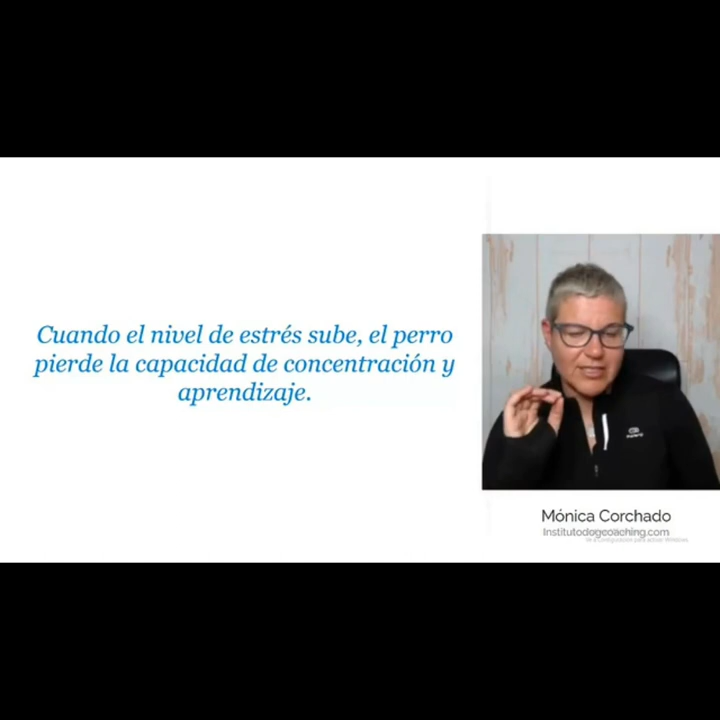 Cuando el nivel de estrés sube, el perro
pierde la capacidad de concentración y
aprendizaje.
Mónica Corchado
Institutodogcoaching.com